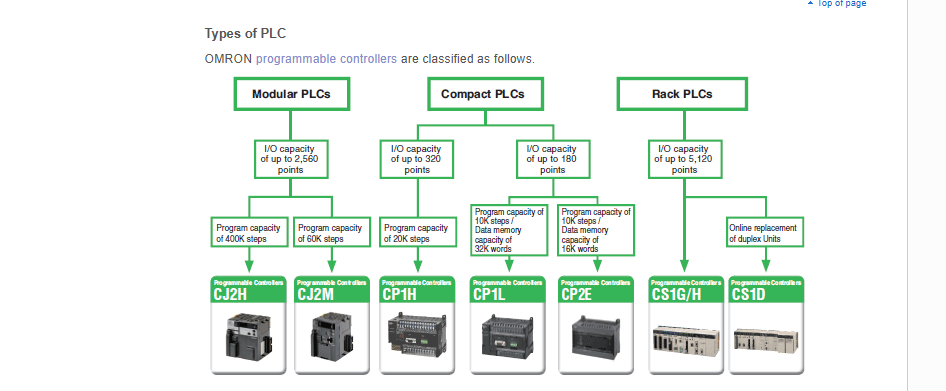 Top of page
Types of PLC
OMRON programmable controllers are classified as follows.
Modular PLCs
Compact PLCs
Rack PLCs
I/O capacity
of up to 2,560
points
I/O capacity
of up to 320
points
I/O capacity
of up to 180
points
I/O capacity
of up to 5,120
points
Program capacity
of 400K steps
Program capacity
of 60K steps
Program capacity
of 20K steps
Program capacity of
10K steps /
Data memory
capacity of
32K words
Program capacity of
10K steps /
Data memory
capacity of
16K words
Online replacement
of duplex Units
Programmable Controllers
CJ2H
Programmable Controllers
CJ2M
Programmable Controllers
CP1H
Programmable Controllers
CP1L
Programmable Controllers
CP2E
Programmable Controllers
CS1G/H
Programmable Controllers
CS1D